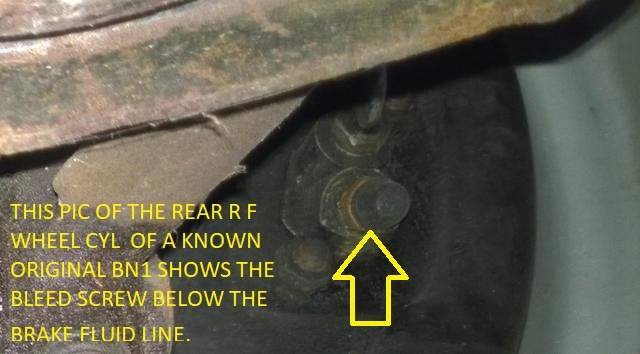 THIS PIC OF THE REAR R F
WHEEL CYL OF A KNOWN
ORIGINAL BN1 SHOWS THE
BLEED SCREW BELOW THE
BRAKE FLUID LINE.